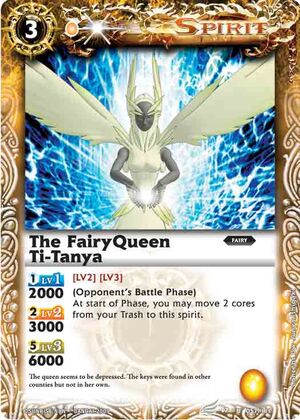 3
SPIRIT
The FairyQueen
Ti-Tanya
FAIRY
1 LV1
2000
2 LV2
3000
5 LV3
6000
[LV2] [LV3]
(Opponent's Battle Phase)
At start of Phase, you may move 2 cores
from your Trash to this spirit.
The queen seems to be depressed. The keys were found in other
countries but not in her own.